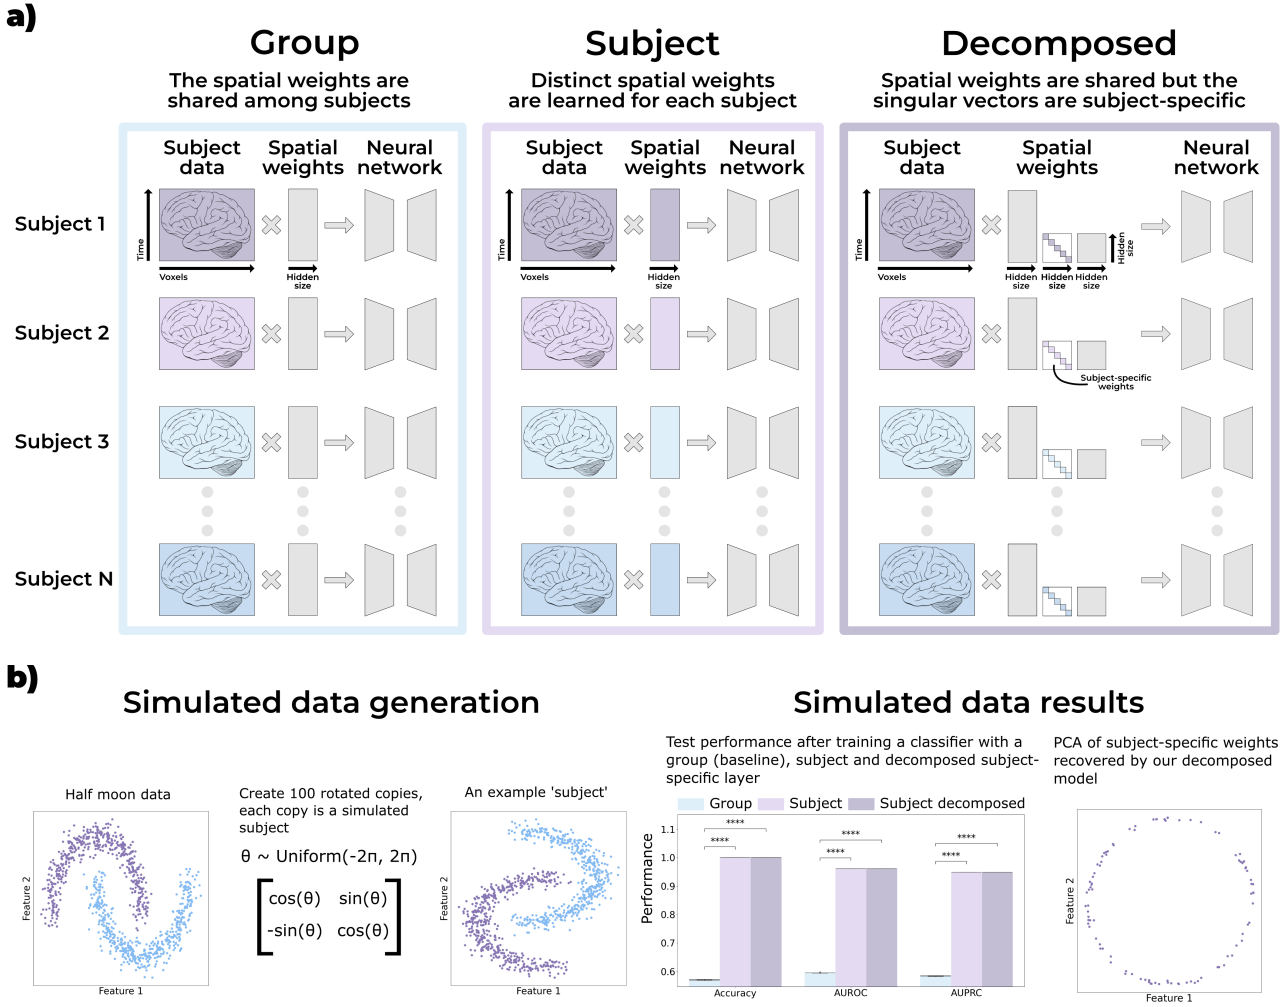 a)
Group
The spatial weights are
shared among subjects
Subject
Distinct spatial weights
are learned for each subject
Decomposed
Spatial weights are shared but the
singular vectors are subject-specific
Subject
data
Spatial
weights
Neural
network
Subject
data
Spatial
weights
Neural
network
Subject
data
Spatial
weights
Neural
network
Subject 1
Time
Voxels
Hidden
size
Time
Voxels
Hidden
size
Time
Voxels
Hidden
size
Hidden
size
Hidden
size
Hidden
size
Subject 2
Subject-specific
weights
Subject 3
Subject N
b)
Simulated data generation
Half moon data
Feature 2
Feature 1
Create 100 rotated copies,
each copy is a simulated
subject
θ ~ Uniform(-2π, 2π)
cos(θ) sin(θ)
-sin(θ) cos(θ)
An example 'subject'
Feature 2
Feature 1
Simulated data results
Test performance after training a classifier with a
group (baseline), subject and decomposed subject-
specific layer
Group Subject Subject decomposed
Performance
1.1
1.0
0.9
0.8
0.7
0.6
****
****
****
****
****
****
Accuracy AUROC AUPRC
PCA of subject-specific weights
recovered by our decomposed
model
Feature 2
Feature 1